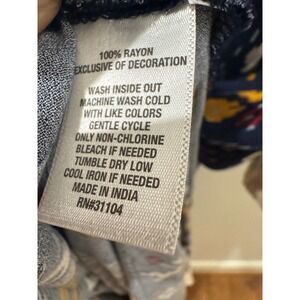 100% RAYON
EXCLUSIVE OF DECORATION
WASH INSIDE OUT
MACHINE WASH COLD
WITH LIKE COLORS
GENTLE CYCLE
ONLY NON-CHLORINE
BLEACH IF NEEDED
TUMBLE DRY LOW
COOL IRON IF NEEDED
MADE IN INDIA
RN#31104